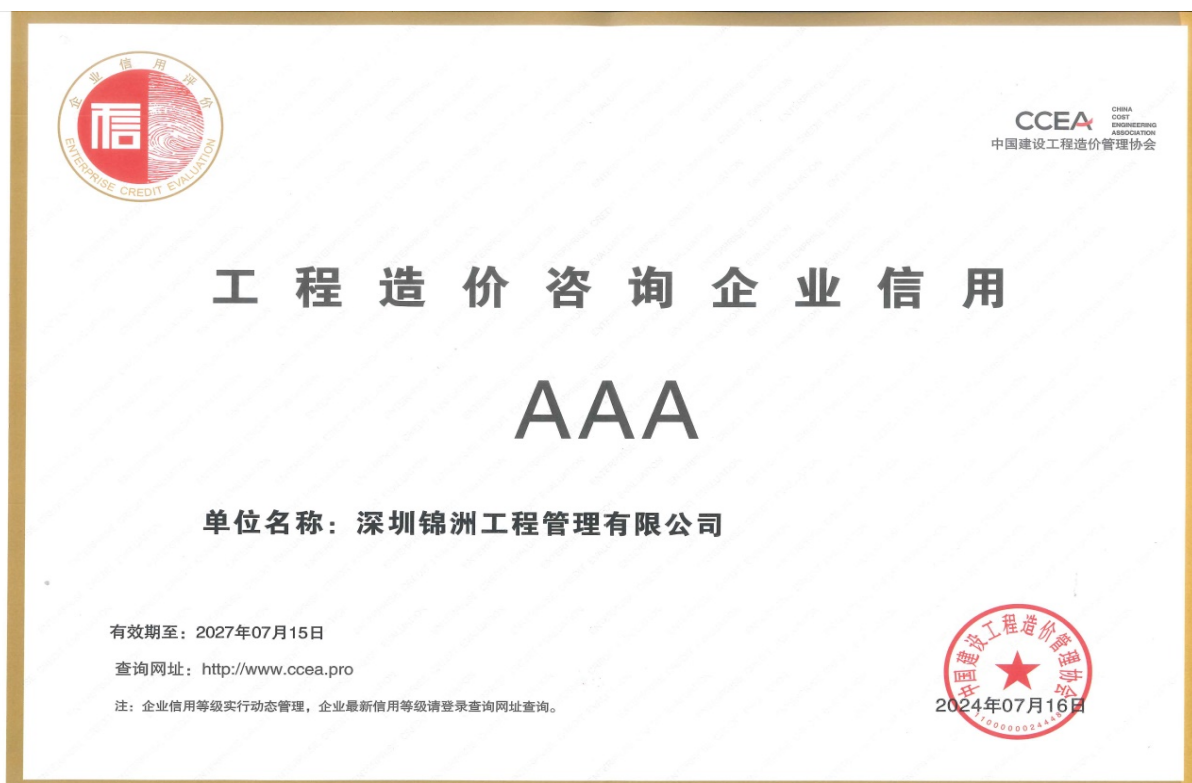 企业信用评价
信
ENTERPRISE CREDIT EVALUATION
CCEA
CHINA
COST
ENGINEERING
ASSOCIATION
中国建设工程造价管理协会
工程造价咨询企业信用
AAA
单位名称：深圳锦洲工程管理有限公司
有效期至：2027年07月15日
查询网址：http://www.ccea.pro
注：企业信用等级实行动态管理，企业最新信用等级请登录查询网址查询。
中国建设工程造价管理协会
2024年07月16日